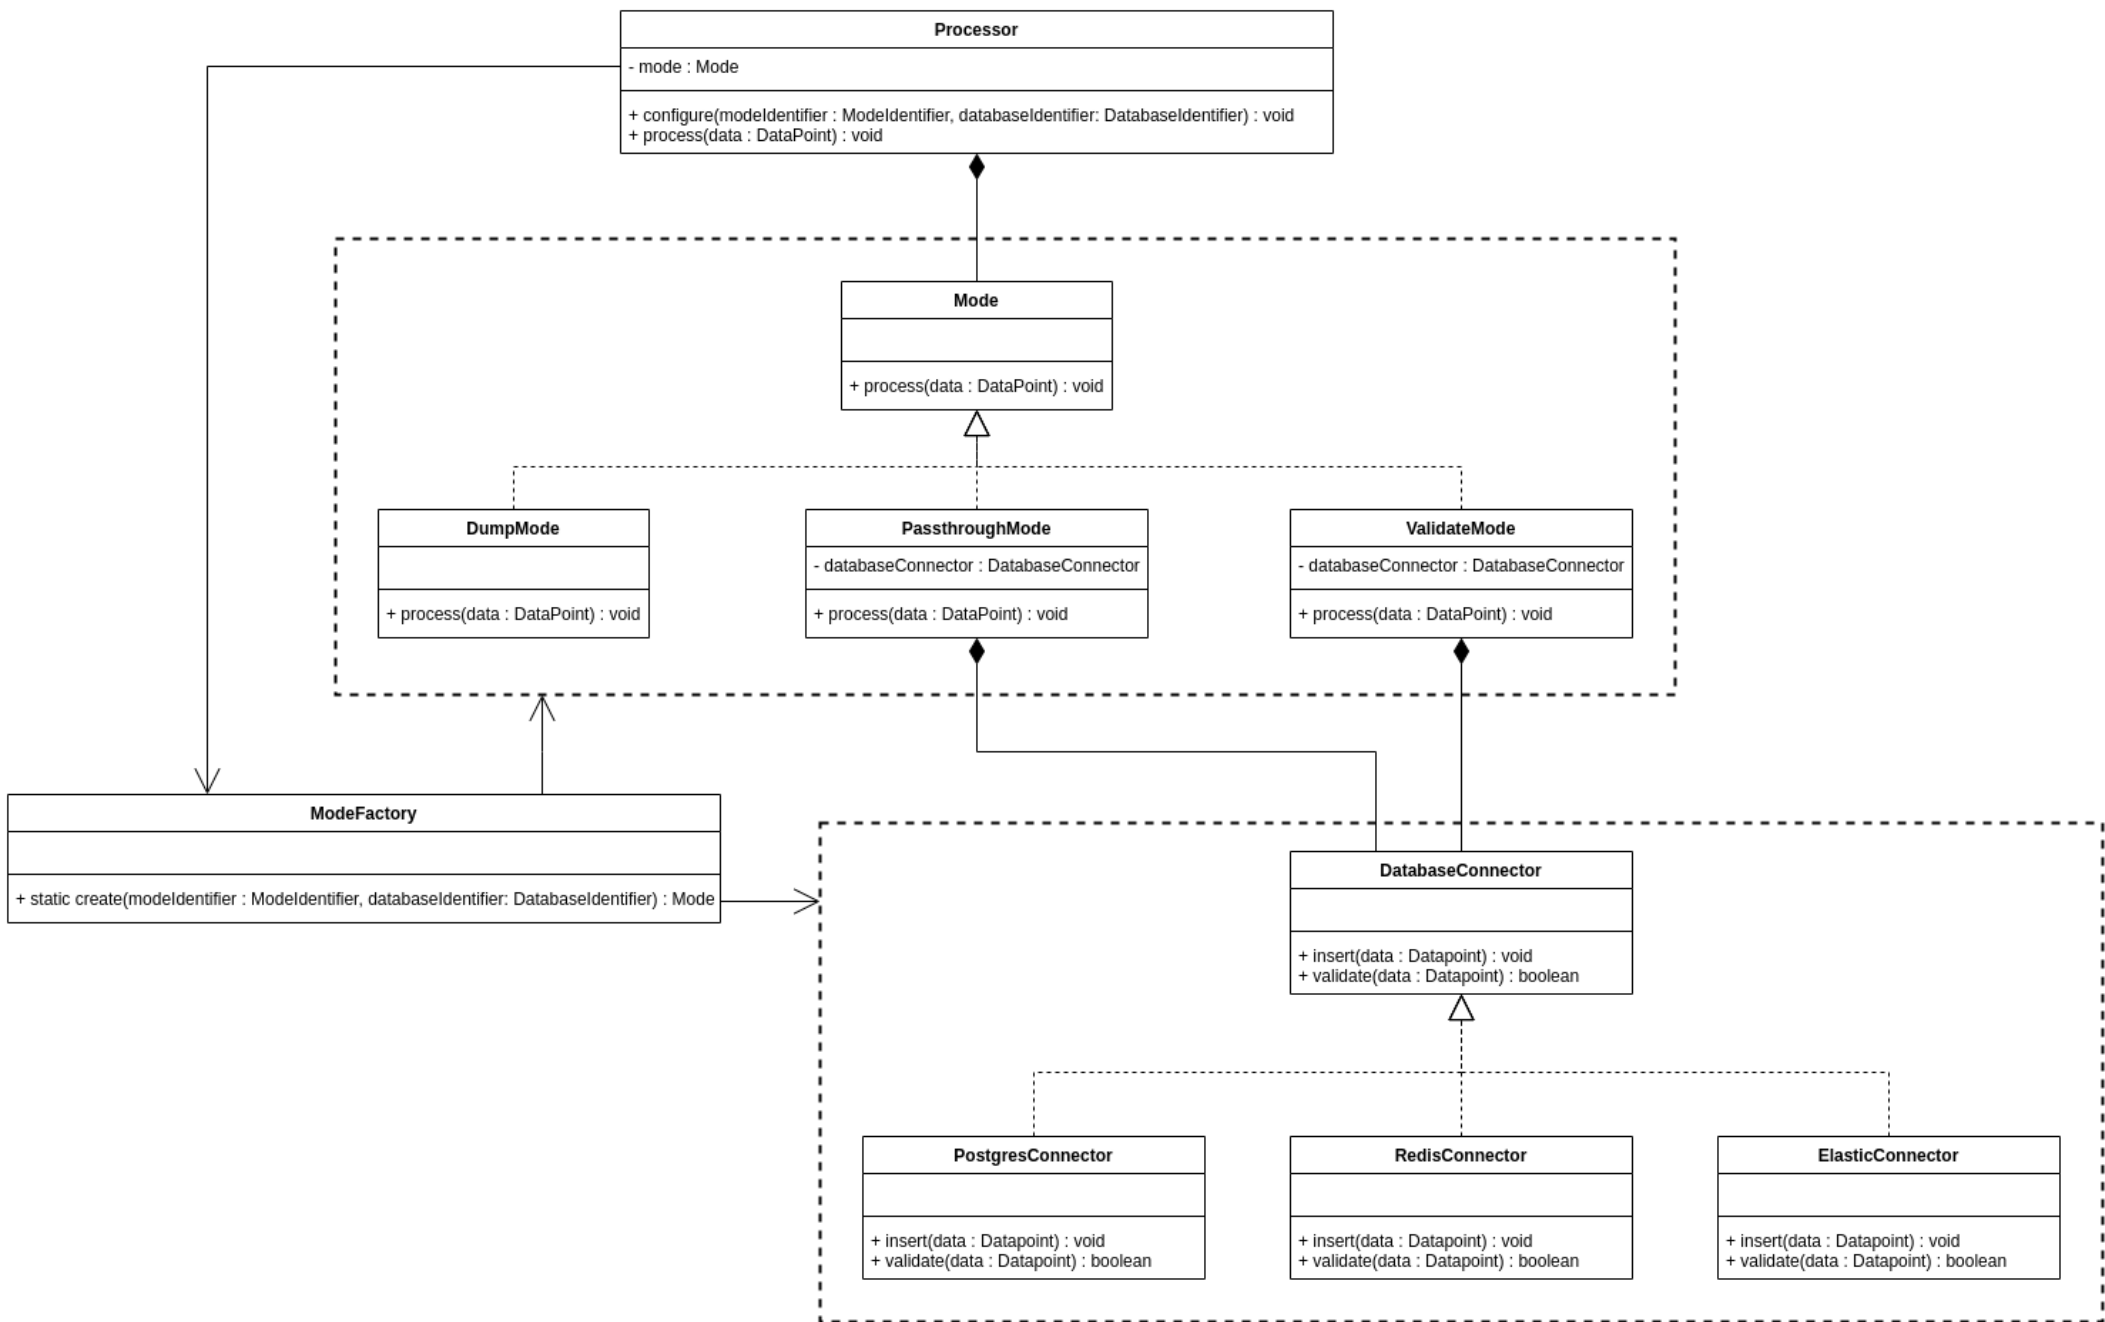 Processor
- mode : Mode
+ configure(modeIdentifier : ModeIdentifier, databaseIdentifier: DatabaseIdentifier) : void
+ process(data : DataPoint) : void
Mode
+ process(data : DataPoint) : void
DumpMode
+ process(data : DataPoint) : void
PassthroughMode
- databaseConnector : DatabaseConnector
+ process(data : DataPoint) : void
ValidateMode
- databaseConnector : DatabaseConnector
+ process(data : DataPoint) : void
ModeFactory
+ static create(modeIdentifier : ModeIdentifier, databaseIdentifier: DatabaseIdentifier) : Mode
DatabaseConnector
+ insert(data : Datapoint) : void
+ validate(data : Datapoint) : boolean
PostgresConnector
+ insert(data : Datapoint) : void
+ validate(data : Datapoint) : boolean
RedisConnector
+ insert(data : Datapoint) : void
+ validate(data : Datapoint) : boolean
ElasticConnector
+ insert(data : Datapoint) : void
+ validate(data : Datapoint) : boolean